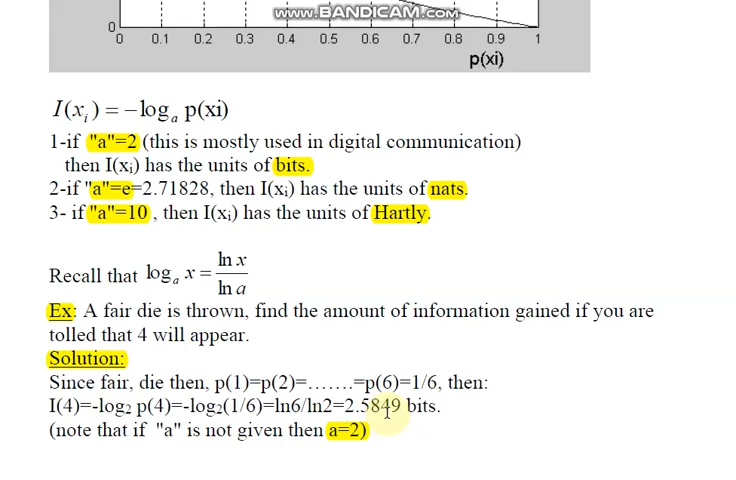 www.BANDICAM.com
0
0 0.1 0.2 0.3 0.4 0.5 0.6 0.7 0.8 0.9 1
p(xi)
I(xᵢ) = −logₐ p(xi)
1-if "a"=2 (this is mostly used in digital communication)
then I(xᵢ) has the units of bits.
2-if "a"=e=2.71828, then I(xᵢ) has the units of nats.
3- if "a"=10 , then I(xᵢ) has the units of Hartly.
Recall that logₐ x = ln x / ln a
Ex: A fair die is thrown, find the amount of information gained if you are
tolled that 4 will appear.
Solution:
Since fair, die then, p(1)=p(2)=…….=p(6)=1/6, then:
I(4)=-log₂ p(4)=-log₂(1/6)=ln6/ln2=2.5849 bits.
(note that if "a" is not given then a=2)